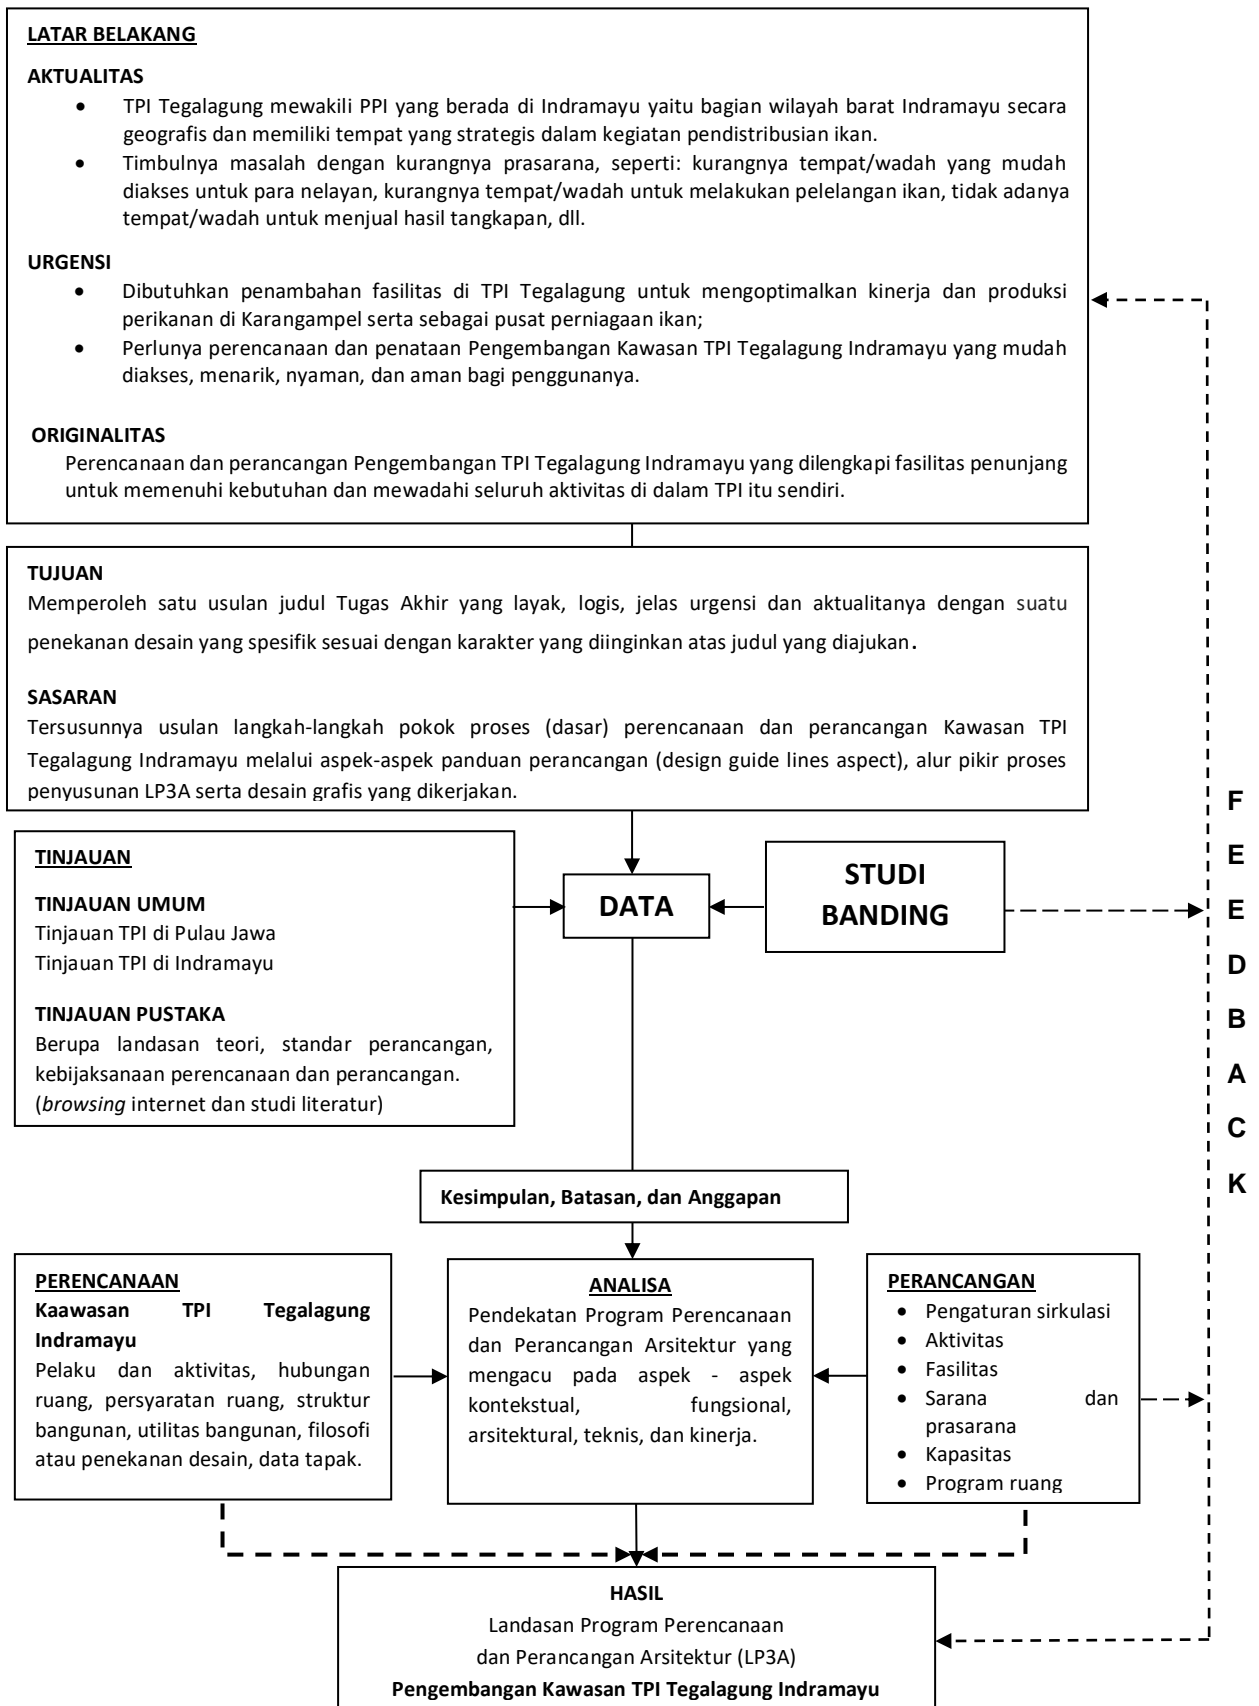 LATAR BELAKANG
AKTUALITAS
• TPI Tegalagung mewakili PPI yang berada di Indramayu yaitu bagian wilayah barat Indramayu secara
geografis dan memiliki tempat yang strategis dalam kegiatan pendistribusian ikan.
• Timbulnya masalah dengan kurangnya prasarana, seperti: kurangnya tempat/wadah yang mudah
diakses untuk para nelayan, kurangnya tempat/wadah untuk melakukan pelelangan ikan, tidak adanya
tempat/wadah untuk menjual hasil tangkapan, dll.
URGENSI
• Dibutuhkan penambahan fasilitas di TPI Tegalagung untuk mengoptimalkan kinerja dan produksi
perikanan di Karangampel serta sebagai pusat perniagaan ikan;
• Perlunya perencanaan dan penataan Pengembangan Kawasan TPI Tegalagung Indramayu yang mudah
diakses, menarik, nyaman, dan aman bagi penggunanya.
ORIGINALITAS
Perencanaan dan perancangan Pengembangan TPI Tegalagung Indramayu yang dilengkapi fasilitas penunjang
untuk memenuhi kebutuhan dan mewadahi seluruh aktivitas di dalam TPI itu sendiri.
TUJUAN
Memperoleh satu usulan judul Tugas Akhir yang layak, logis, jelas urgensi dan aktualitanya dengan suatu
penekanan desain yang spesifik sesuai dengan karakter yang diinginkan atas judul yang diajukan.
SASARAN
Tersusunnya usulan langkah-langkah pokok proses (dasar) perencanaan dan perancangan Kawasan TPI
Tegalagung Indramayu melalui aspek-aspek panduan perancangan (design guide lines aspect), alur pikir proses
penyusunan LP3A serta desain grafis yang dikerjakan.
TINJAUAN
TINJAUAN UMUM
Tinjauan TPI di Pulau Jawa
Tinjauan TPI di Indramayu
TINJAUAN PUSTAKA
Berupa landasan teori, standar perancangan,
kebijaksanaan perencanaan dan perancangan.
(browsing internet dan studi literatur)
DATA
STUDI
BANDING
F
E
E
D
B
A
C
K
Kesimpulan, Batasan, dan Anggapan
PERENCANAAN
Kaawasan TPI Tegalagung
Indramayu
Pelaku dan aktivitas, hubungan
ruang, persyaratan ruang, struktur
bangunan, utilitas bangunan, filosofi
atau penekanan desain, data tapak.
ANALISA
Pendekatan Program Perencanaan
dan Perancangan Arsitektur yang
mengacu pada aspek - aspek
kontekstual, fungsional,
arsitektural, teknis, dan kinerja.
PERANCANGAN
• Pengaturan sirkulasi
• Aktivitas
• Fasilitas
• Sarana dan
prasarana
• Kapasitas
• Program ruang
HASIL
Landasan Program Perencanaan
dan Perancangan Arsitektur (LP3A)
Pengembangan Kawasan TPI Tegalagung Indramayu